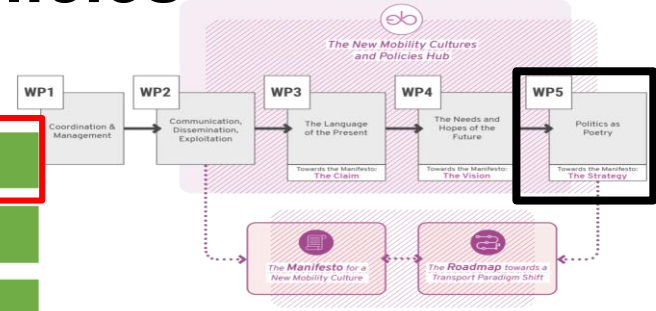 The New Mobility Cultures
and Policies Hub
WP1
Coordination &
Management
WP2
Communication,
Dissemination,
Exploitation
WP3
The Language
of the Present
Towards the Manifesto:
The Claim
WP4
The Needs and
Hopes of the
Future
Towards the Manifesto:
The Vision
WP5
Politics as
Poetry
Towards the Manifesto:
The Strategy
The Manifesto for a
New Mobility Culture
The Roadmap towards a
Transport Paradigm Shift